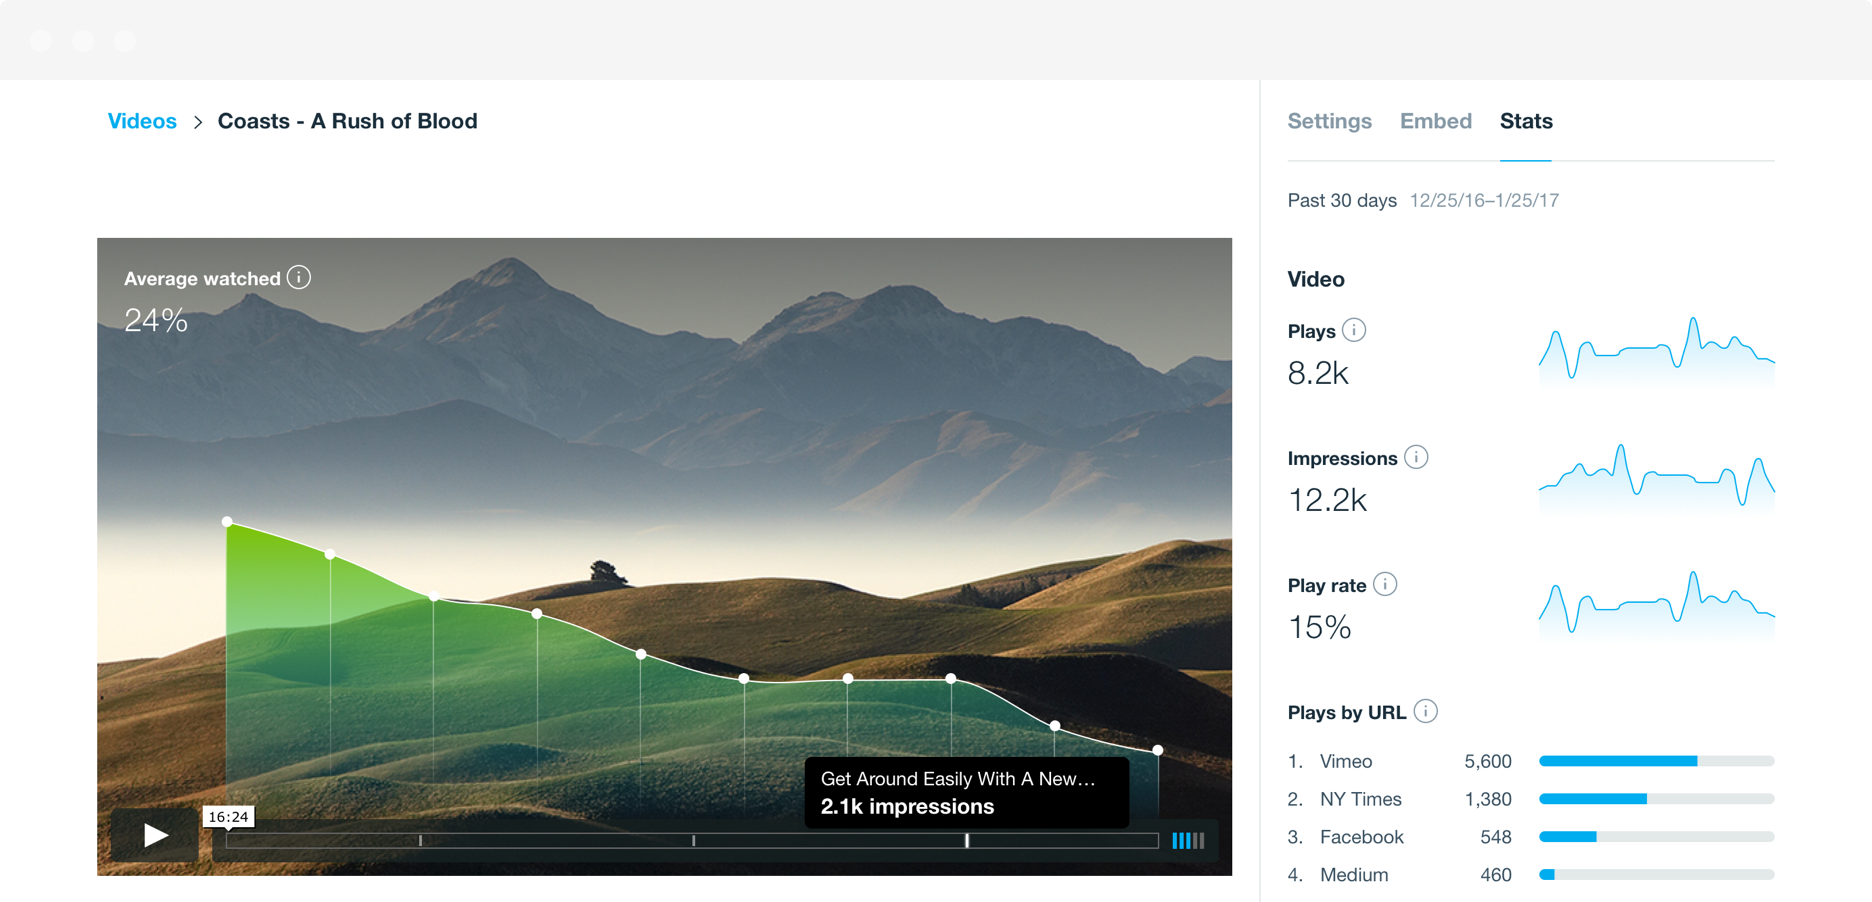 Videos > Coasts - A Rush of Blood
Settings Embed Stats
Past 30 days 12/25/16–1/25/17
Average watched i
24%
Get Around Easily With A New...
2.1k impressions
16:24
Video
Plays i
8.2k
Impressions i
12.2k
Play rate i
15%
Plays by URL i
1. Vimeo 5,600
2. NY Times 1,380
3. Facebook 548
4. Medium 460